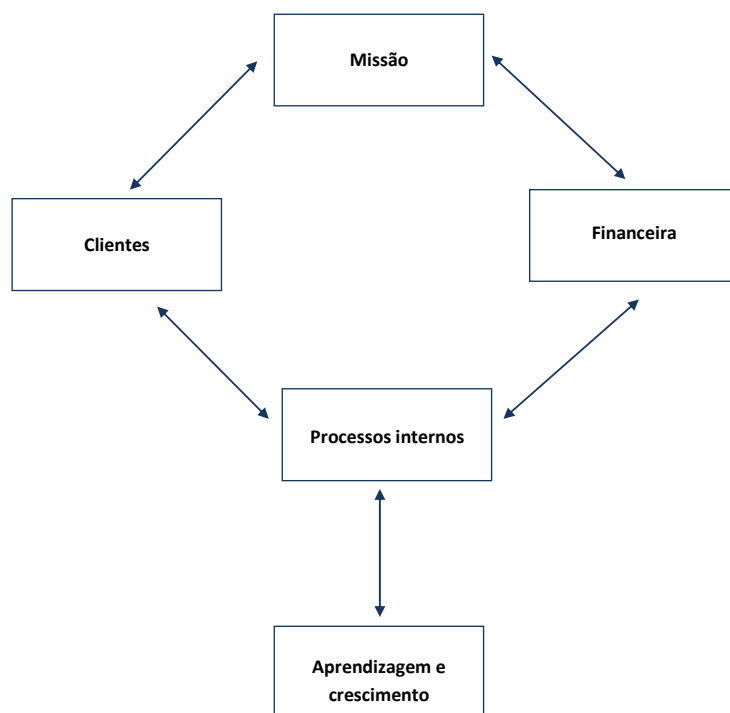 Missão
Clientes
Financeira
Processos internos
Aprendizagem e
crescimento